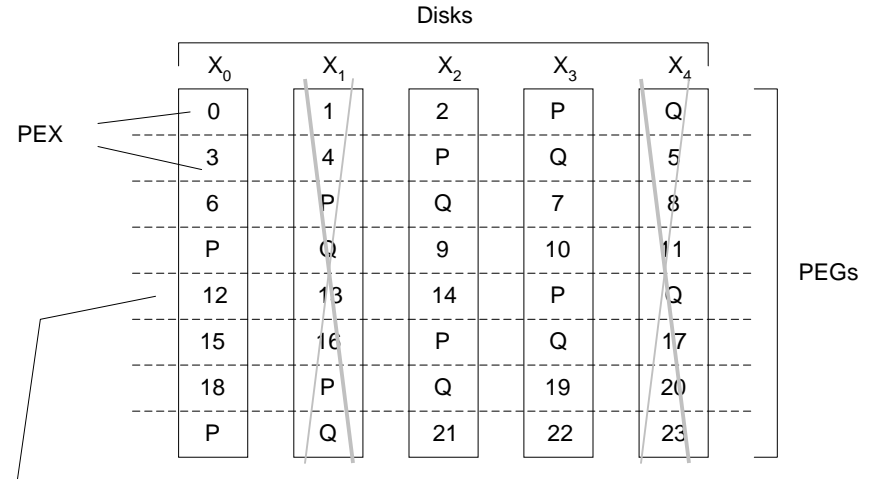 Disks
X0 X1 X2 X3 X4
0 1 2 P Q
PEX
3 4 P Q 5
6 P Q 7 8
P Q 9 10 11
PEGs
12 13 14 P Q
15 16 P Q 17
18 P Q 19 20
P Q 21 22 23